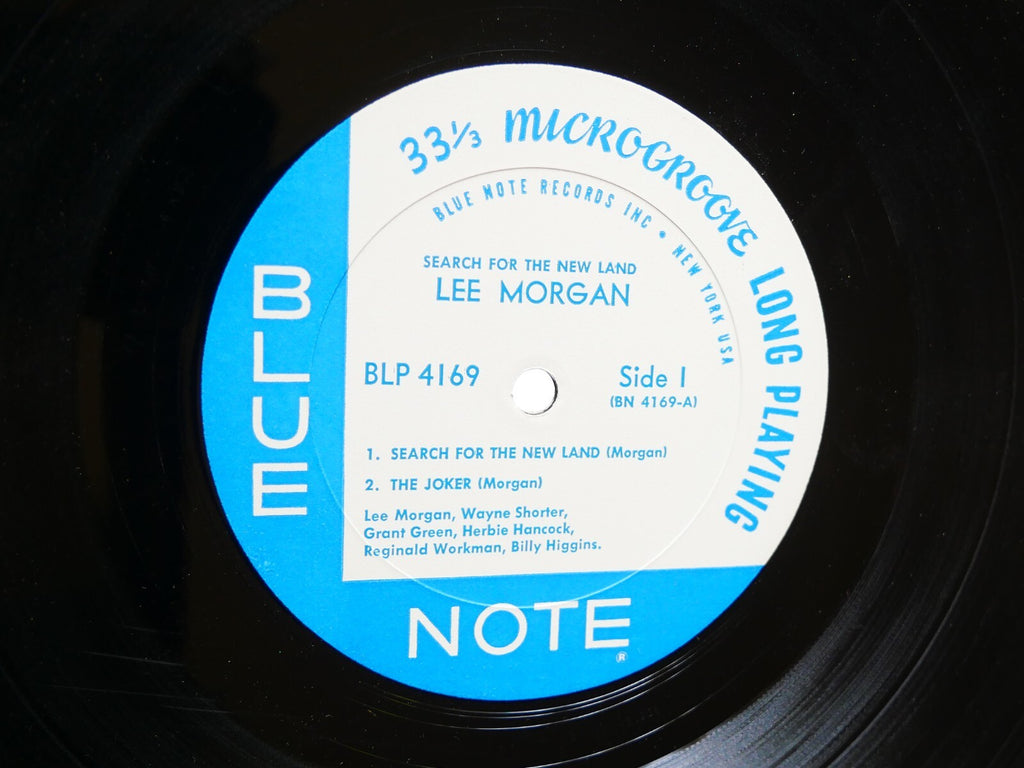 33⅓ MICROGROOVE LONG PLAYING
BLUE NOTE RECORDS INC • NEW YORK USA
SEARCH FOR THE NEW LAND
LEE MORGAN
BLP 4169
Side 1
(BN 4169-A)
1. SEARCH FOR THE NEW LAND (Morgan)
2. THE JOKER (Morgan)
Lee Morgan, Wayne Shorter,
Grant Green, Herbie Hancock,
Reginald Workman, Billy Higgins.
BLUE
NOTE®